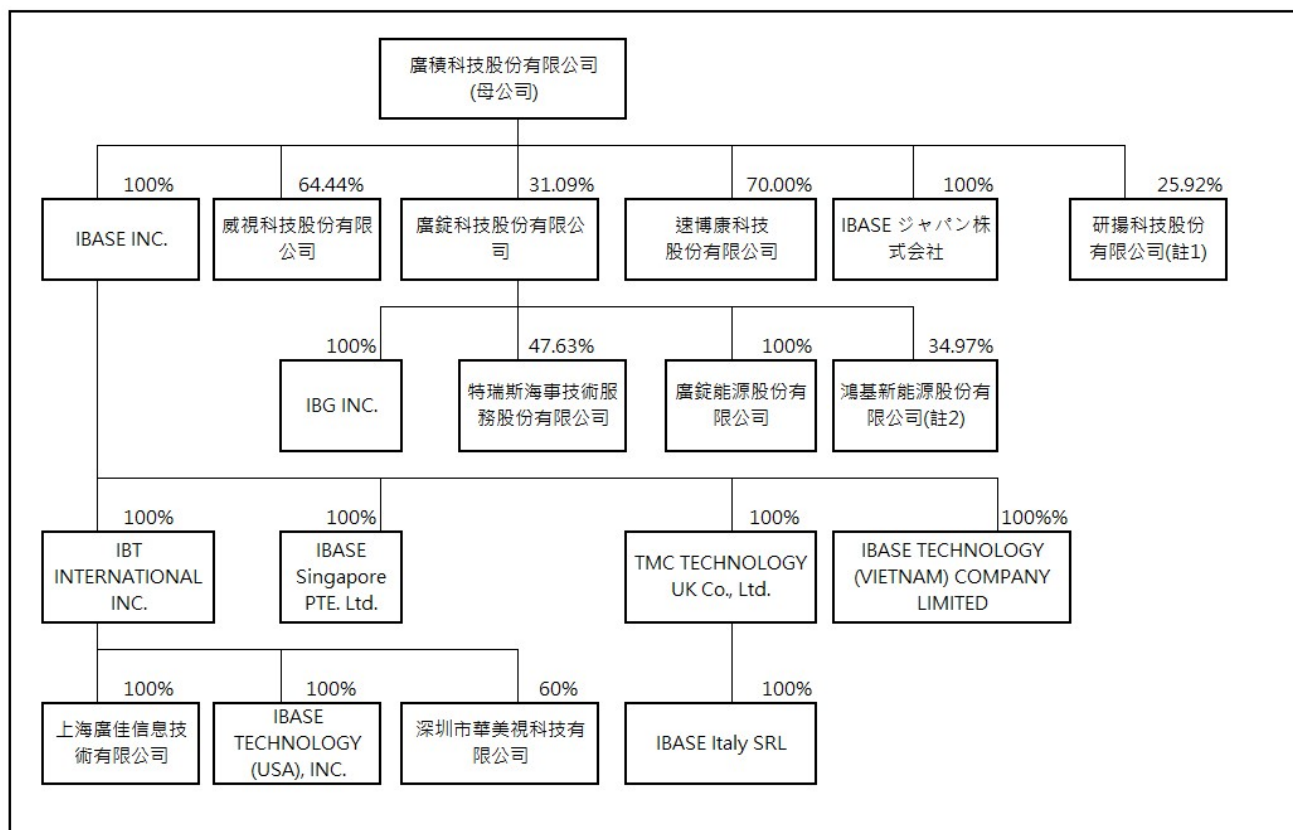 廣積科技股份有限公司
(母公司)
100%
64.44%
31.09%
70.00%
100%
25.92%
IBASE INC.
威視科技股份有限
公司
廣錠科技股份有限公
司
速博康科技
股份有限公司
IBASE ジャパン株
式会社
研揚科技股份
有限公司(註1)
100%
47.63%
100%
34.97%
IBG INC.
特瑞斯海事技術服
務股份有限公司
廣錠能源股份有
限公司
鴻基新能源股份有
限公司(註2)
100%
100%
100%
100%%
IBT
INTERNATIONAL
INC.
IBASE
Singapore
PTE. Ltd.
TMC TECHNOLOGY
UK Co., Ltd.
IBASE TECHNOLOGY
(VIETNAM) COMPANY
LIMITED
100%
100%
60%
100%
上海廣佳信息技
術有限公司
IBASE
TECHNOLOGY
(USA), INC.
深圳市華美視科技有
限公司
IBASE Italy SRL